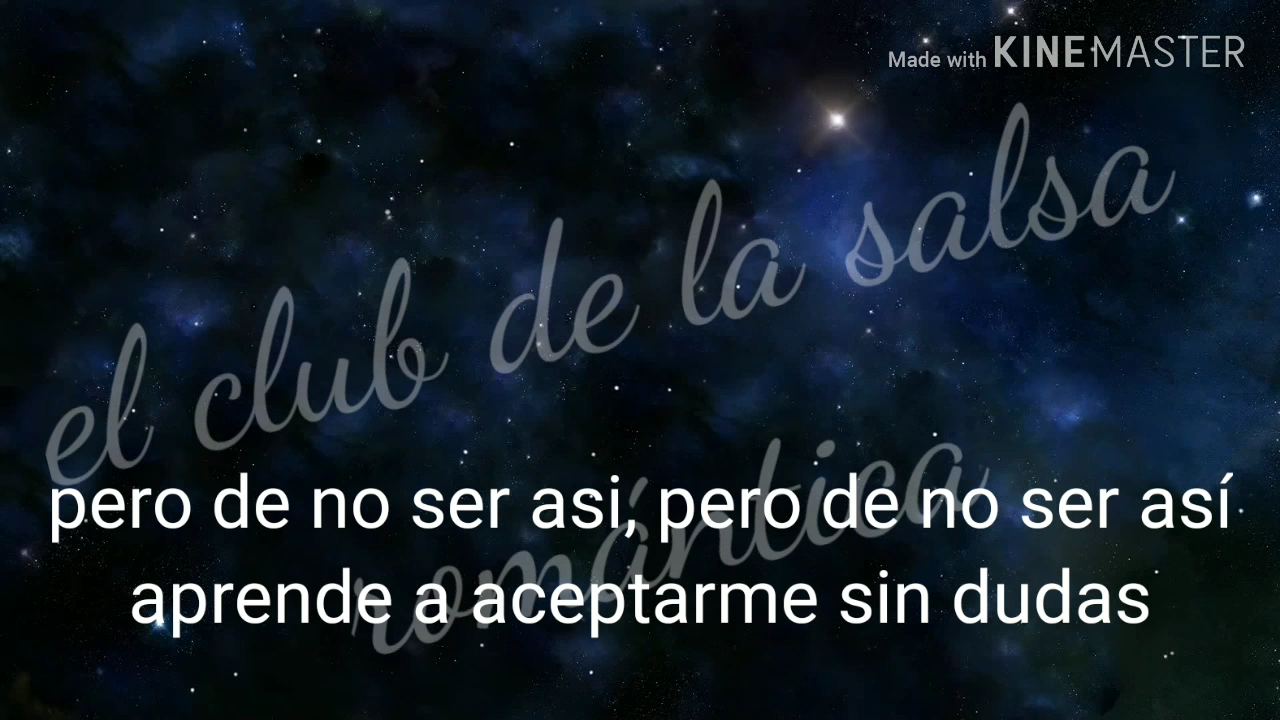 Made with KINEMASTER
el club de la salsa
romántica
pero de no ser asi, pero de no ser así
aprende a aceptarme sin dudas